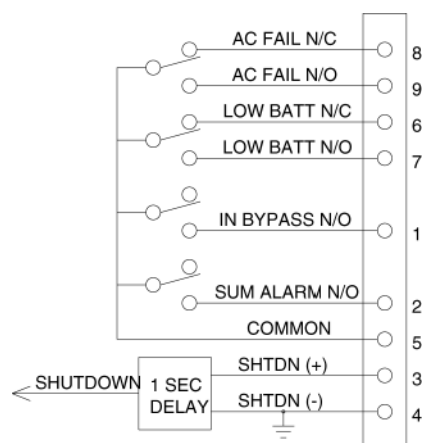 AC FAIL N/C 8
AC FAIL N/O 9
LOW BATT N/C 6
LOW BATT N/O 7
IN BYPASS N/O 1
SUM ALARM N/O 2
COMMON 5
SHTDN (+) 3
SHUTDOWN 1 SEC
DELAY SHTDN (-) 4